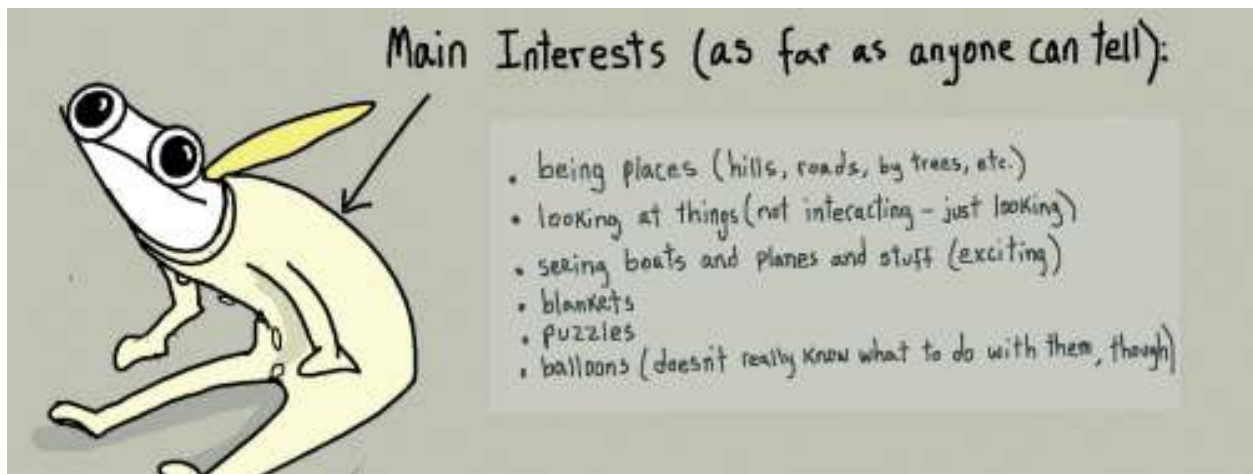 Main Interests (as far as anyone can tell):
• being places (hills, roads, by trees, etc.)
• looking at things (not interacting – just looking)
• seeing boats and planes and stuff (exciting)
• blankets
• puzzles
• balloons (doesn't really know what to do with them, though)